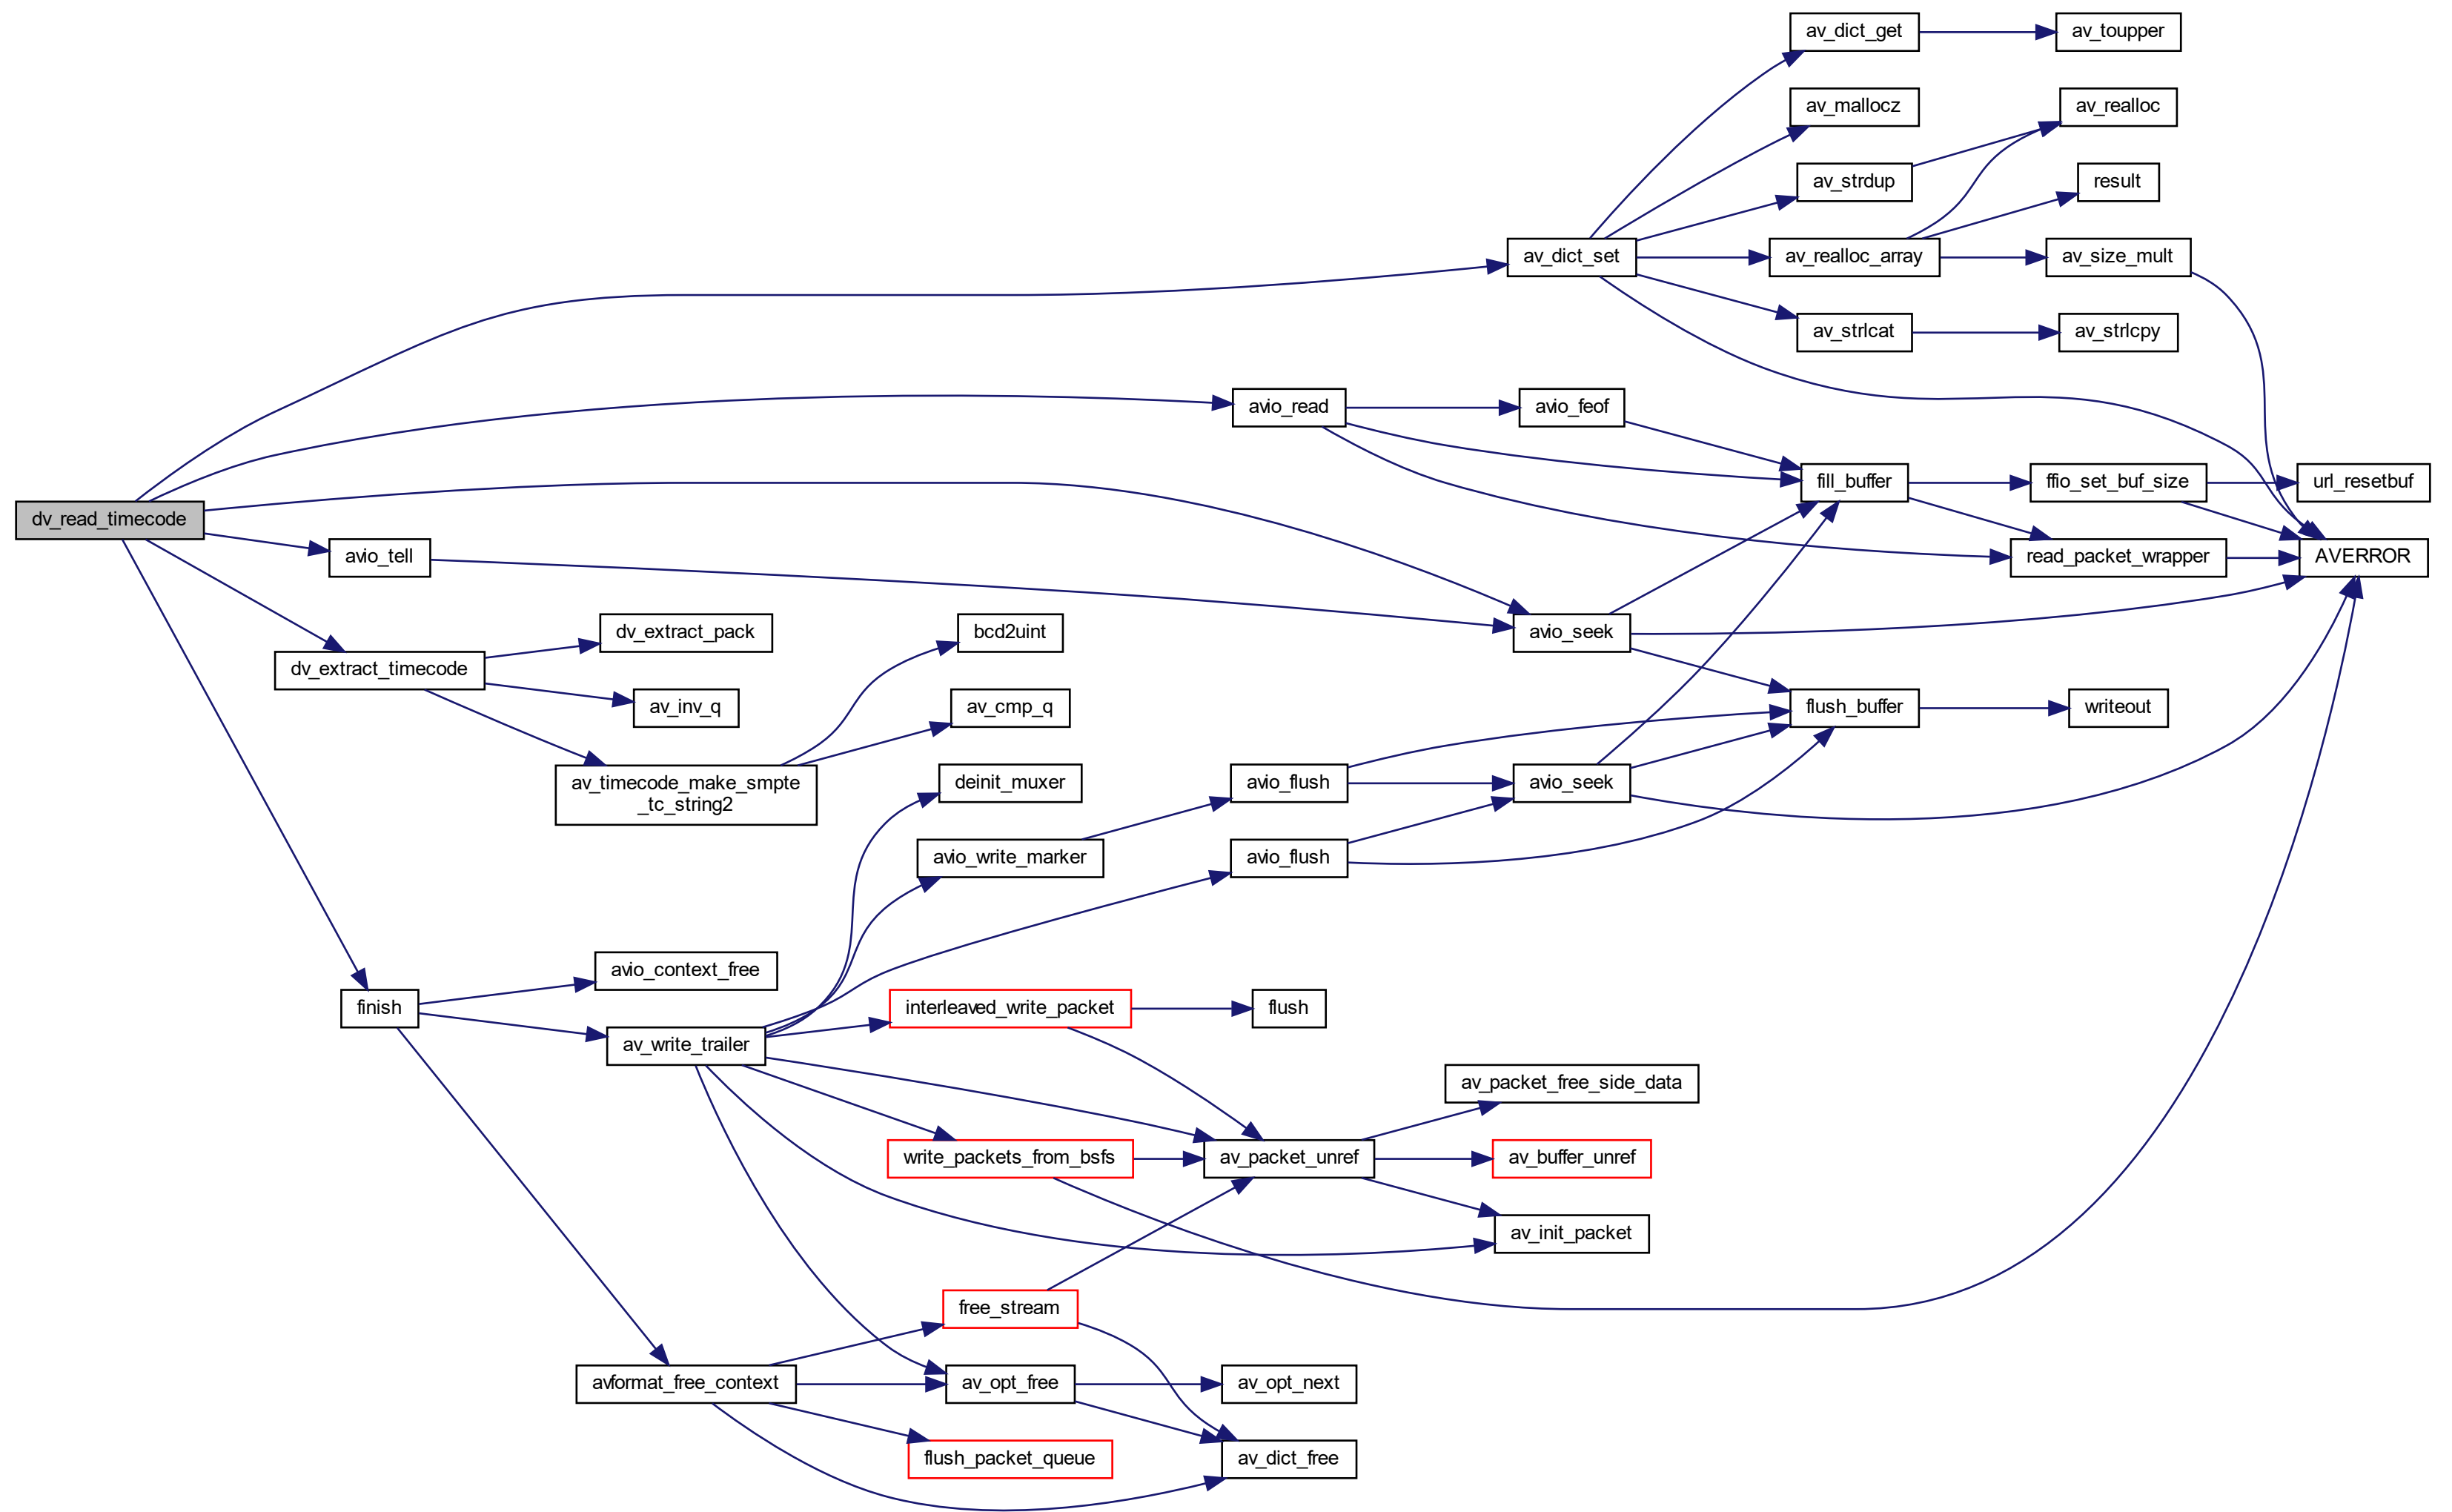 av_dict_get
av_toupper
av_mallocz
av_realloc
av_strdup
result
av_dict_set
av_realloc_array
av_size_mult
av_strlcat
av_strlcpy
avio_read
avio_feof
fill_buffer
ffio_set_buf_size
url_resetbuf
dv_read_timecode
avio_tell
read_packet_wrapper
AVERROR
dv_extract_pack
bcd2uint
avio_seek
dv_extract_timecode
av_inv_q
av_cmp_q
flush_buffer
writeout
av_timecode_make_smpte
_tc_string2
deinit_muxer
avio_flush
avio_seek
avio_write_marker
avio_flush
avio_context_free
finish
interleaved_write_packet
flush
av_write_trailer
av_packet_free_side_data
write_packets_from_bsfs
av_packet_unref
av_buffer_unref
av_init_packet
free_stream
avformat_free_context
av_opt_free
av_opt_next
flush_packet_queue
av_dict_free